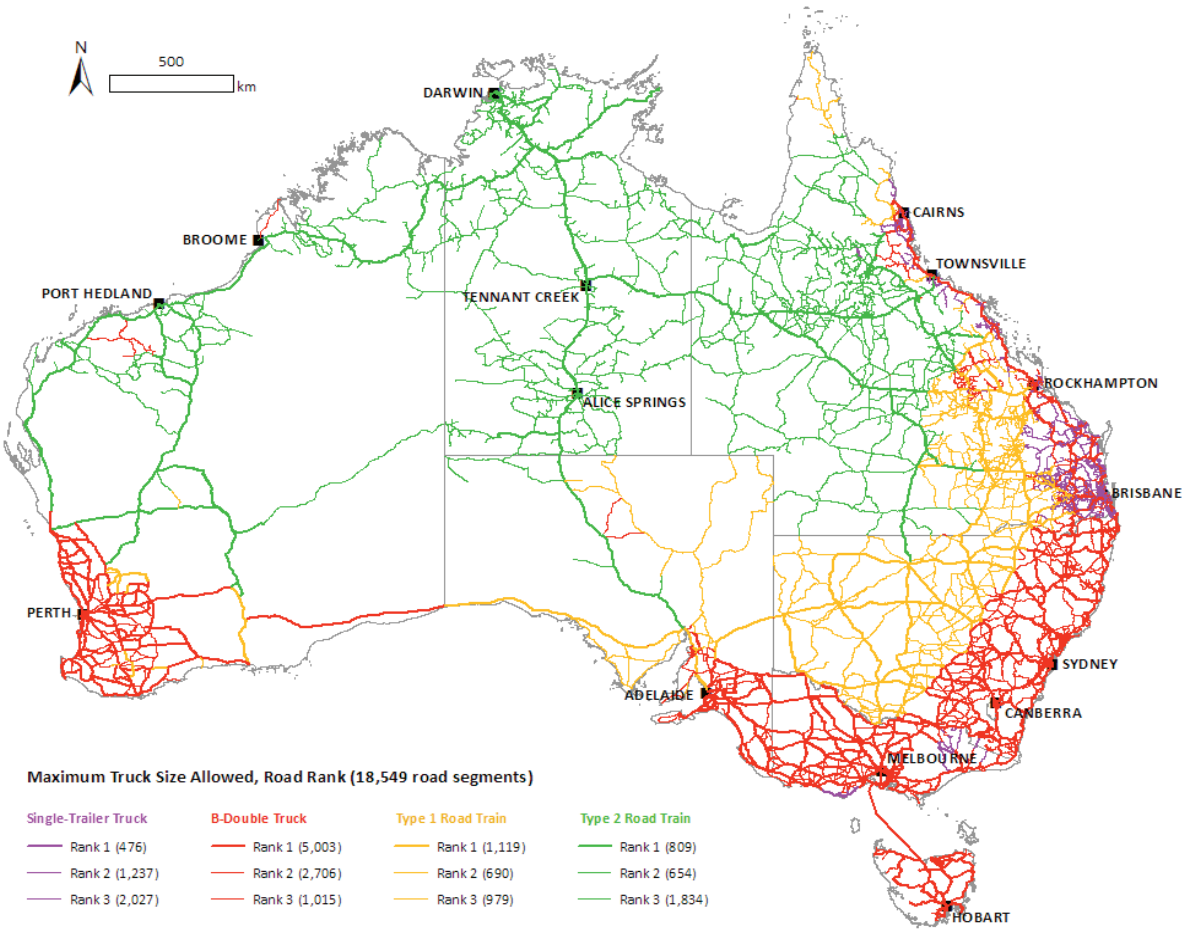 N
500
km
DARWIN
CAIRNS
BROOME
TOWNSVILLE
PORT HEDLAND
TENNANT CREEK
ROCKHAMPTON
ALICE SPRINGS
BRISBANE
PERTH
SYDNEY
ADELAIDE
CANBERRA
MELBOURNE
Maximum Truck Size Allowed, Road Rank (18,549 road segments)
Single-Trailer Truck
Rank 1 (476)
Rank 2 (1,237)
Rank 3 (2,027)
B-Double Truck
Rank 1 (5,003)
Rank 2 (2,706)
Rank 3 (1,015)
Type 1 Road Train
Rank 1 (1,119)
Rank 2 (690)
Rank 3 (979)
Type 2 Road Train
Rank 1 (809)
Rank 2 (654)
Rank 3 (1,834)
HOBART